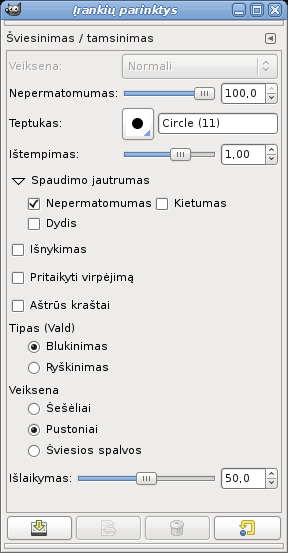 Įrankių parinktys
Šviesinimas / tamsinimas
Veiksena: Normali
Nepermatomumas: 100,0
Teptukas: Circle (11)
Ištempimas: 1,00
Spaudimo jautrumas
Nepermatomumas Kietumas
Dydis
Išnykimas
Pritaikyti virpėjimą
Aštrūs kraštai
Tipas (Vald)
Blukinimas
Ryškinimas
Veiksena
Šešėliai
Pustoniai
Šviesios spalvos
Išlaikymas: 50,0